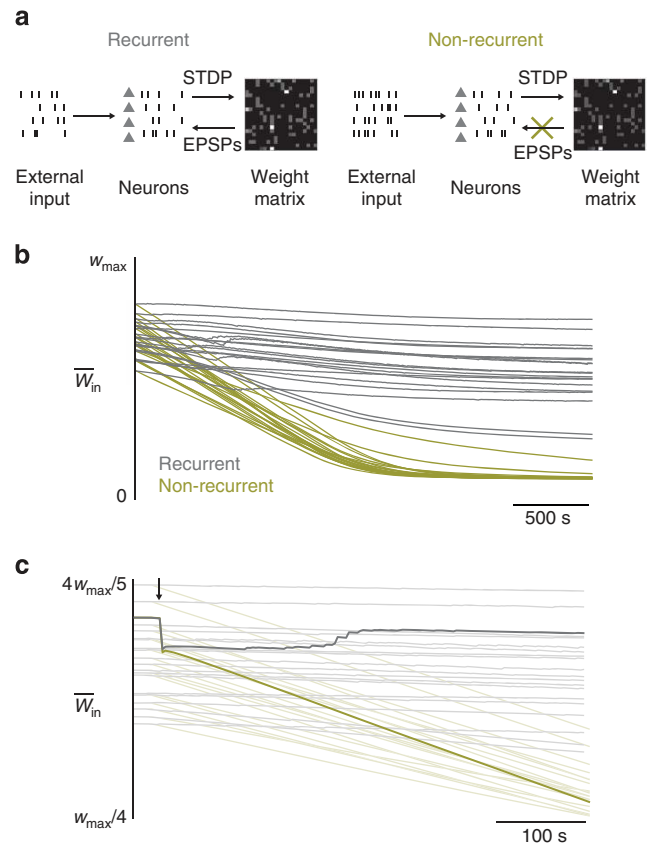 a
Recurrent
Non-recurrent
STDP
EPSPs
STDP
EPSPs
External input
Neurons
Weight matrix
External input
Neurons
Weight matrix
b
w_max
W̅_in
0
Recurrent
Non-recurrent
500 s
c
4w_max/5
W̅_in
w_max/4
100 s